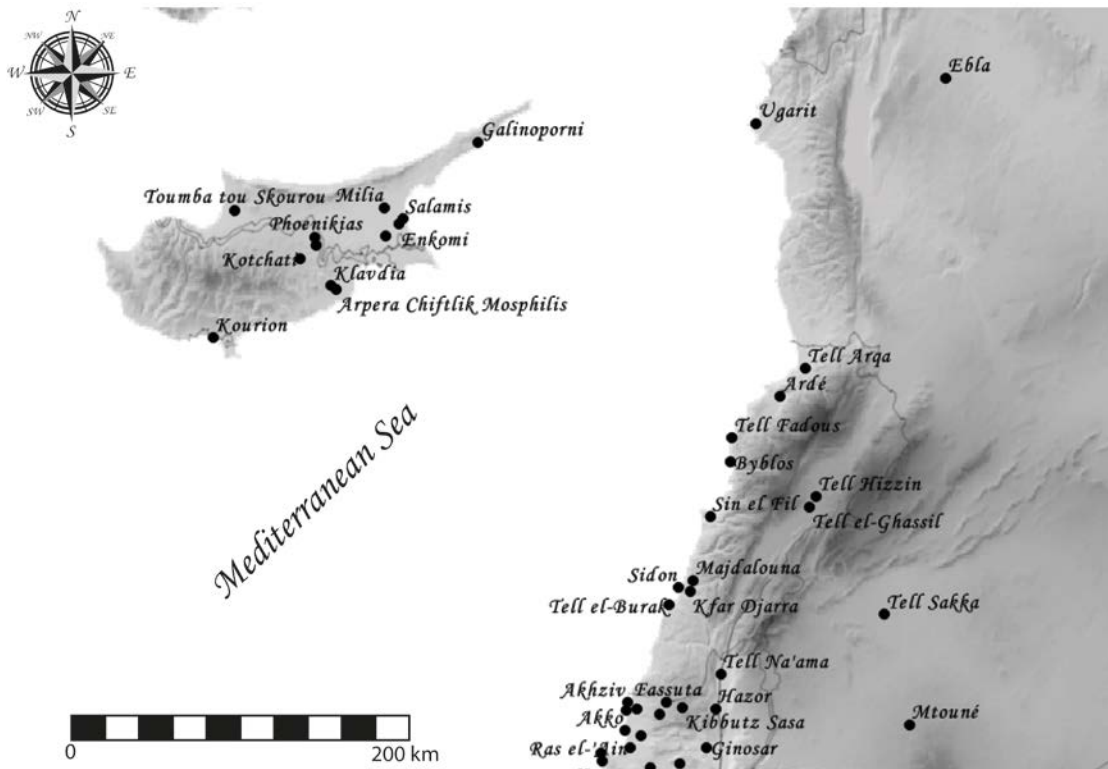 N
NW
NE
W
E
SW
SE
S
Ebla
Ugarit
Galinoporni
Toumba tou Skourou
Milia
Salamis
Phoenikias
Enkomi
Kotchati
Klavdia
Arpera Chiftlik Mosphilis
Kourion
Tell Arqa
Ardé
Tell Fadous
Byblos
Tell Hizzin
Sin el Fil
Tell el-Ghassil
Mediterranean Sea
Majdalouna
Sidon
Tell el-Burak
Kfar Djarra
Tell Sakka
Tell Na'ama
Akhziv
Fassuta
Hazor
Akko
Kibbutz Sasa
Mtouné
Ras el-'Ain
Ginosar
0
200 km